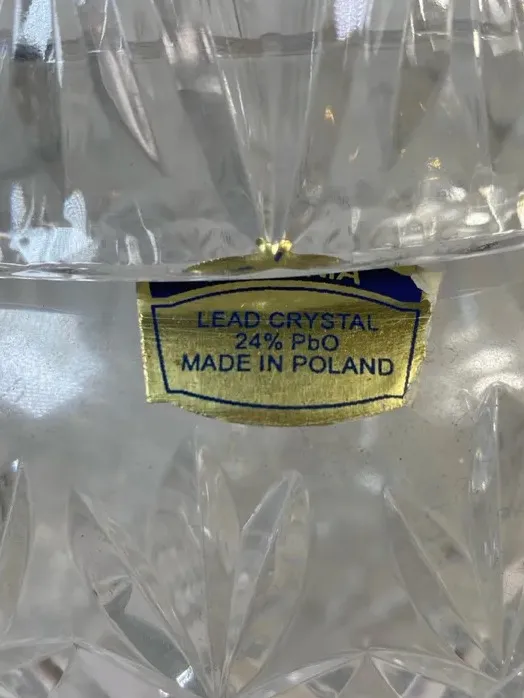 LEAD CRYSTAL
24% PbO
MADE IN POLAND